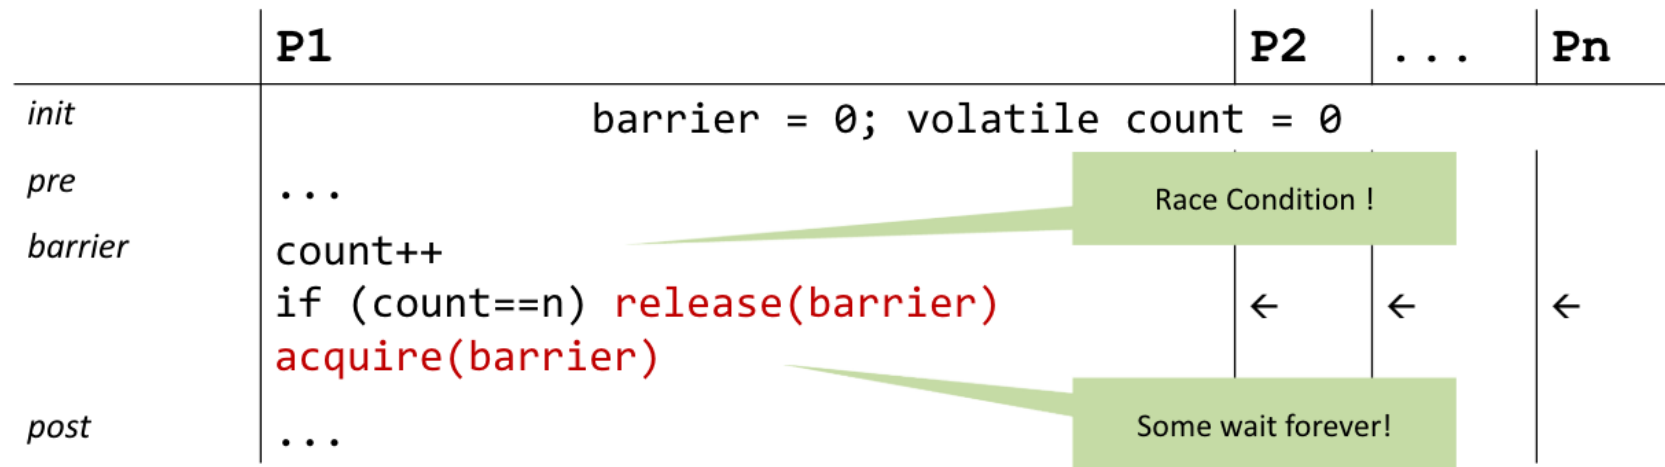 P1 P2 ... Pn
init barrier = 0; volatile count = 0
pre ...
Race Condition !
barrier count++
if (count==n) release(barrier) ← ← ←
acquire(barrier)
Some wait forever!
post ...